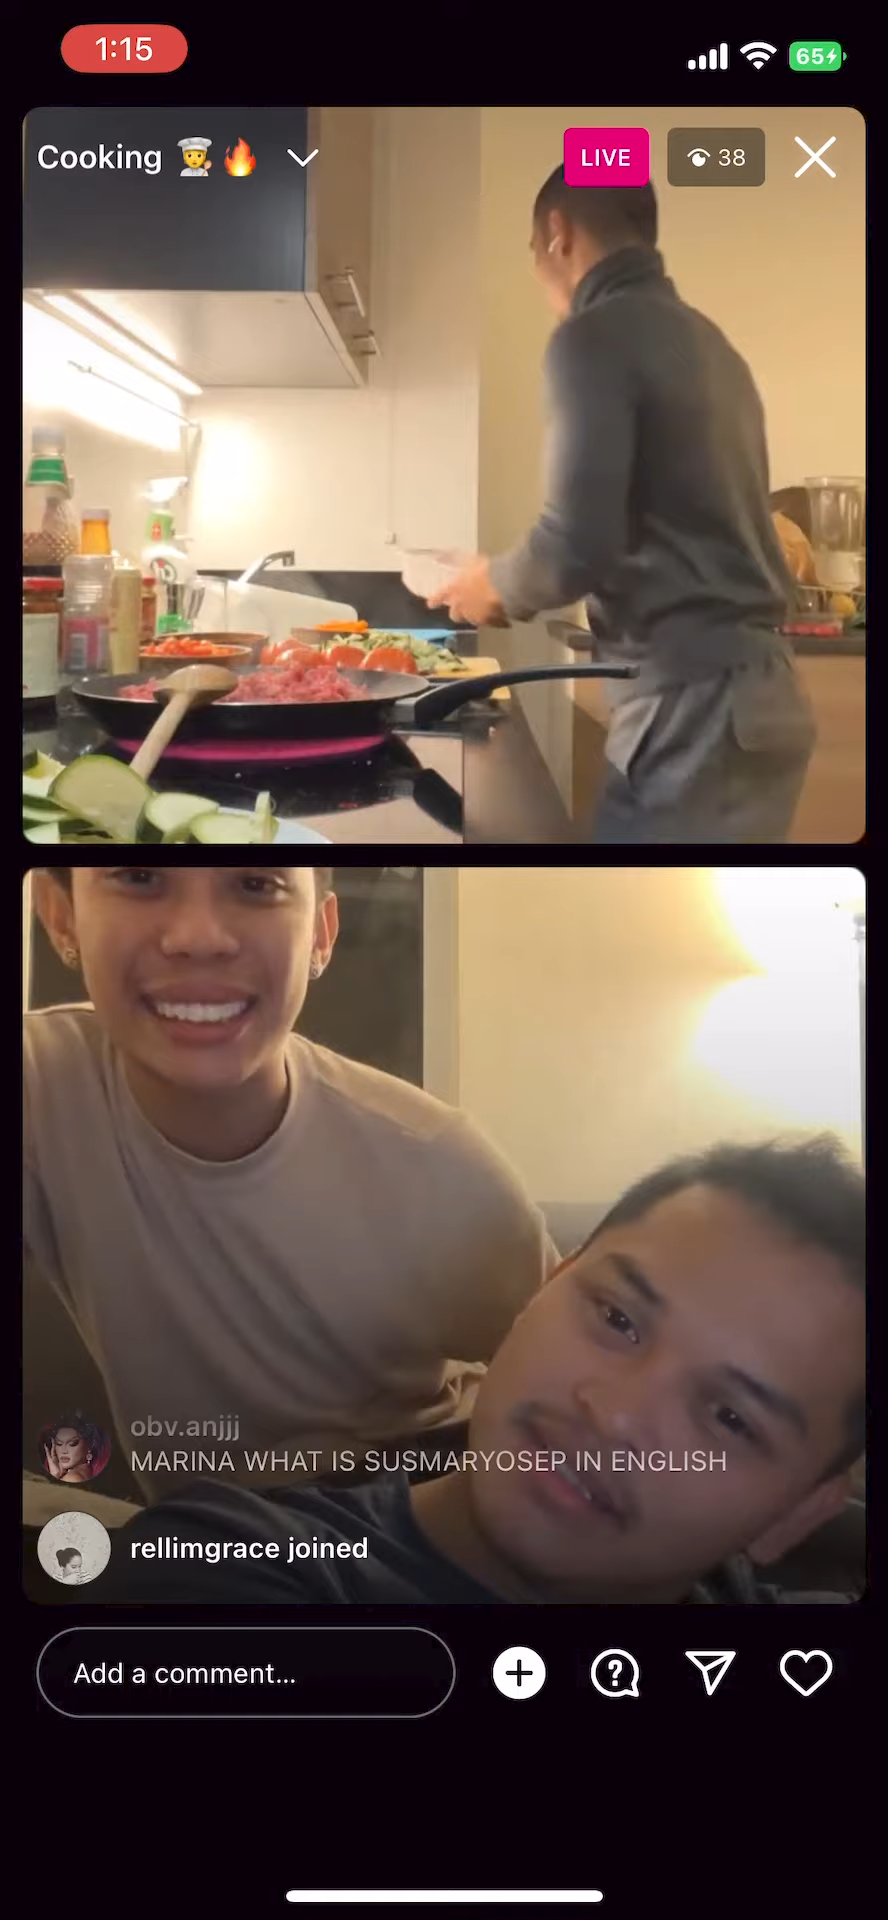 1:15
65
Cooking 👩‍🍳🔥
LIVE
38
obv.anjjj
MARINA WHAT IS SUSMARYOSEP IN ENGLISH
rellimgrace joined
Add a comment...